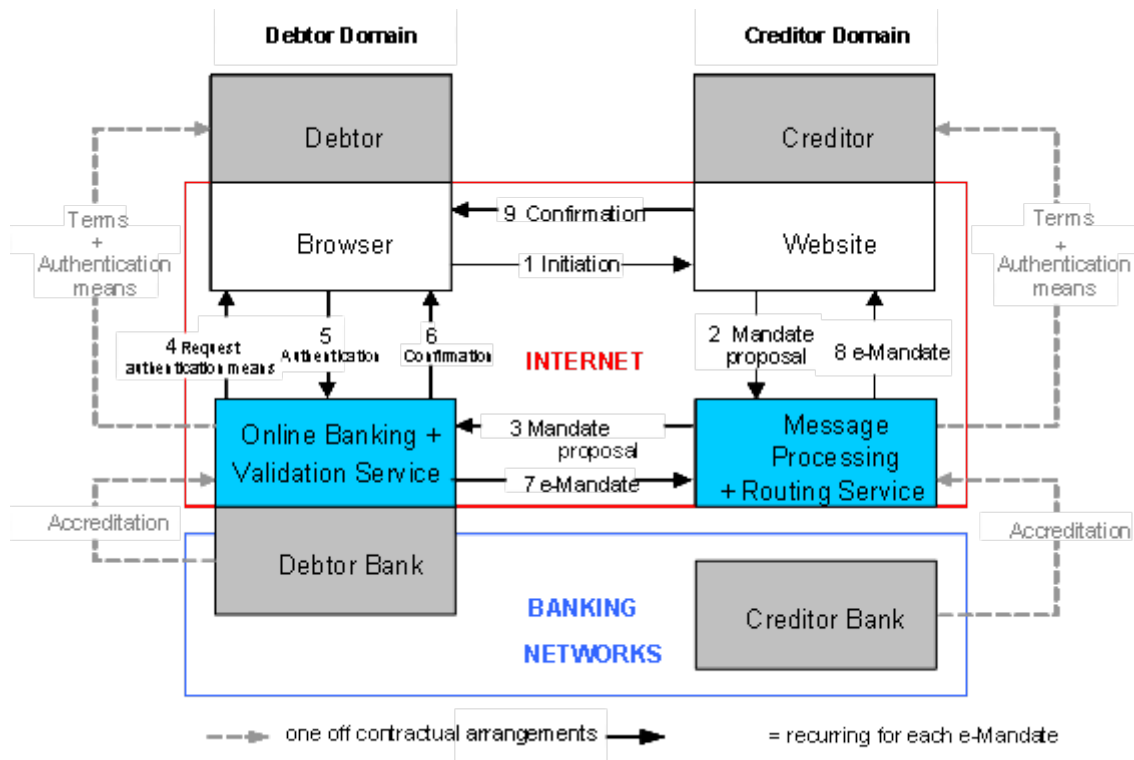 Debtor Domain
Creditor Domain
Debtor
Creditor
Terms
+
Authentication
means
Browser
9 Confirmation
1 Initiation
Website
Terms
+
Authentication
means
4 Request
authentication means
5
Authentication
6
Confirmation
INTERNET
2 Mandate
proposal
8 e-Mandate
Online Banking +
Validation Service
3 Mandate
proposal
7 e-Mandate
Message
Processing
+ Routing Service
Accreditation
Accreditation
Debtor Bank
BANKING
NETWORKS
Creditor Bank
one off contractual arrangements
= recurring for each e-Mandate